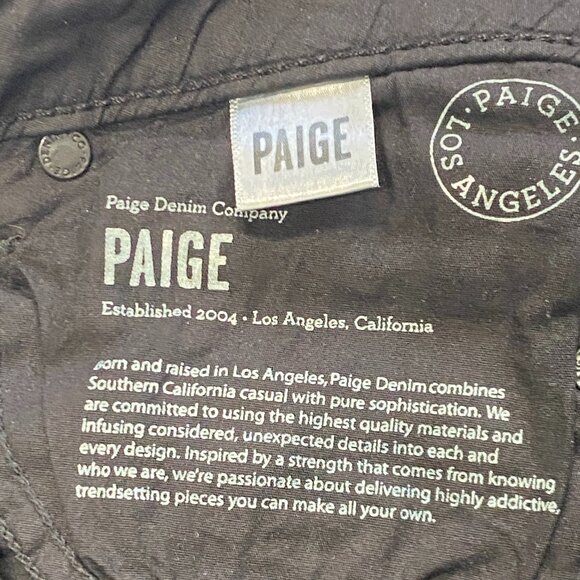 PAIGE
PAIGE
LOS ANGELES
Paige Denim Company
PAIGE
Established 2004 · Los Angeles, California
Born and raised in Los Angeles, Paige Denim combines
Southern California casual with pure sophistication. We
are committed to using the highest quality materials and
infusing considered, unexpected details into each and
every design. Inspired by a strength that comes from knowing
who we are, we're passionate about delivering highly addictive,
trendsetting pieces you can make all your own.